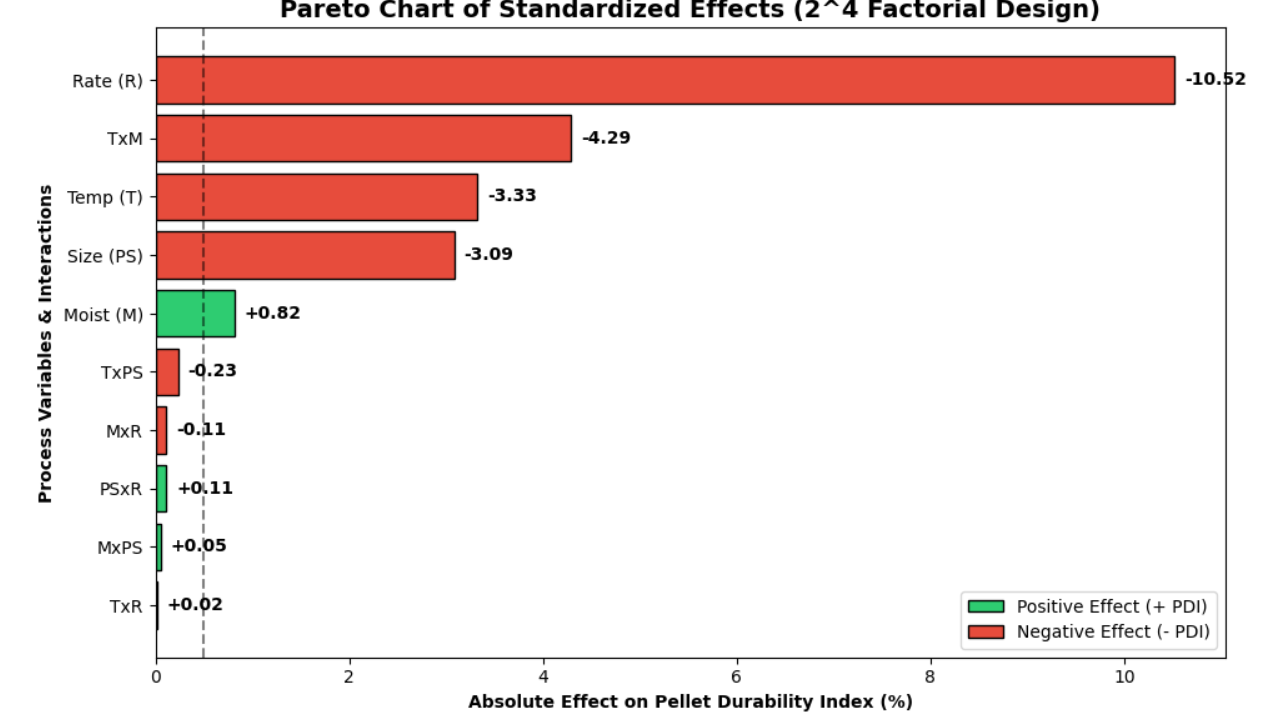 Pareto Chart of Standardized Effects (2^4 Factorial Design)
Process Variables & Interactions
Rate (R)
-10.52
TxM
-4.29
Temp (T)
-3.33
Size (PS)
-3.09
Moist (M)
+0.82
TxPS
-0.23
MxR
-0.11
PSxR
+0.11
MxPS
+0.05
TxR
+0.02
Positive Effect (+ PDI)
Negative Effect (- PDI)
0 2 4 6 8 10
Absolute Effect on Pellet Durability Index (%)